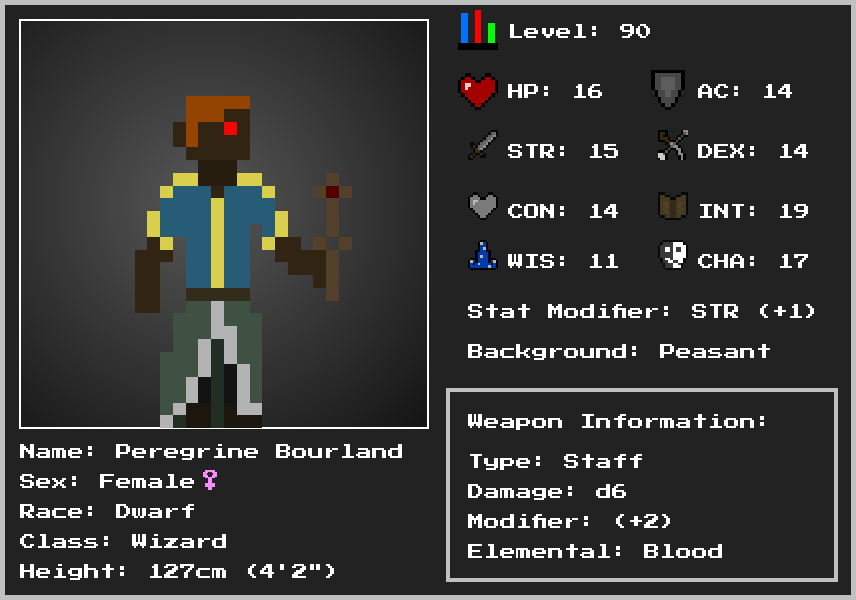 Level: 90
HP: 16
AC: 14
STR: 15
DEX: 14
CON: 14
INT: 19
WIS: 11
CHA: 17
Stat Modifier: STR (+1)
Background: Peasant
Name: Peregrine Bourland
Sex: Female♀
Race: Dwarf
Class: Wizard
Height: 127cm (4'2")
Weapon Information:
Type: Staff
Damage: d6
Modifier: (+2)
Elemental: Blood